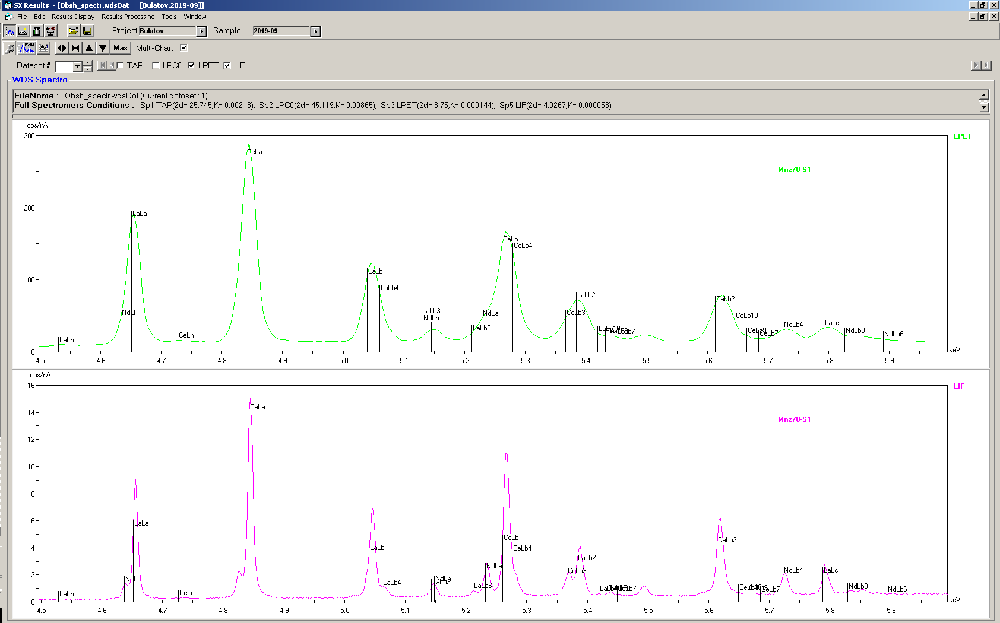 SX Results - [Obsh_spectr.wdsDat [Bulatov,2019-09]]
File Edit Results Display Results Processing Tools Window
Project Bulatov Sample 2019-09
Max Multi-Chart
Dataset # 1 TAP LPC0 LPET LIF
WDS Spectra
FileName : Obsh_spectr.wdsDat (Current dataset : 1)
Full Spectromers Conditions : Sp1 TAP(2d= 25.745,K= 0.00218), Sp2 LPC0(2d= 45.119,K= 0.00865), Sp3 LPET(2d= 8.75,K= 0.000144), Sp5 LIF(2d= 4.0267,K= 0.000058)
cps/nA
300
LPET
CeLa
Mnz70-S1
200
LaLa
CeLb
CeLb4
LaLb
100
LaLb4
LaLb2
CeLb2
NdLl
LaLb3
NdLn
NdLa
CeLb3
CeLb10
NdLb4
LaLc
LaLb6
LaLb10
CeLb9
CeLb7
NdLb3
NdLb6
CeLn
LaLn
0
keV
4.5 4.6 4.7 4.8 4.9 5.0 5.1 5.2 5.3 5.4 5.5 5.6 5.7 5.8 5.9
cps/nA
16
LIF
14
CeLa
Mnz70-S1
12
10
8
6
LaLa
CeLb
CeLb2
4
LaLb
CeLb4
LaLb2
NdLa
CeLb3
NdLb4
LaLc
2
NdLl
NdLn
LaLb4
LaLb3
LaLb6
CeLb10
CeLb7
NdLb3
NdLb6
LaLn
CeLn
0
keV
4.5 4.6 4.7 4.8 4.9 5.0 5.1 5.2 5.3 5.4 5.5 5.6 5.7 5.8 5.9